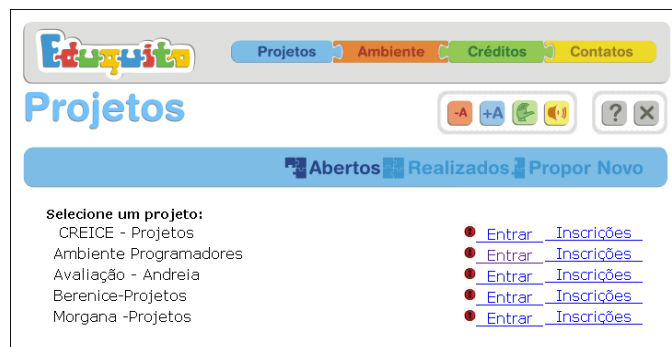 Eduquito
Projetos Ambiente Créditos Contatos
Projetos
-A +A ? X
Abertos Realizados Propor Novo
Selecione um projeto:
CREICE - Projetos Entrar Inscrições
Ambiente Programadores Entrar Inscrições
Avaliação - Andreia Entrar Inscrições
Berenice-Projetos Entrar Inscrições
Morgana -Projetos Entrar Inscrições